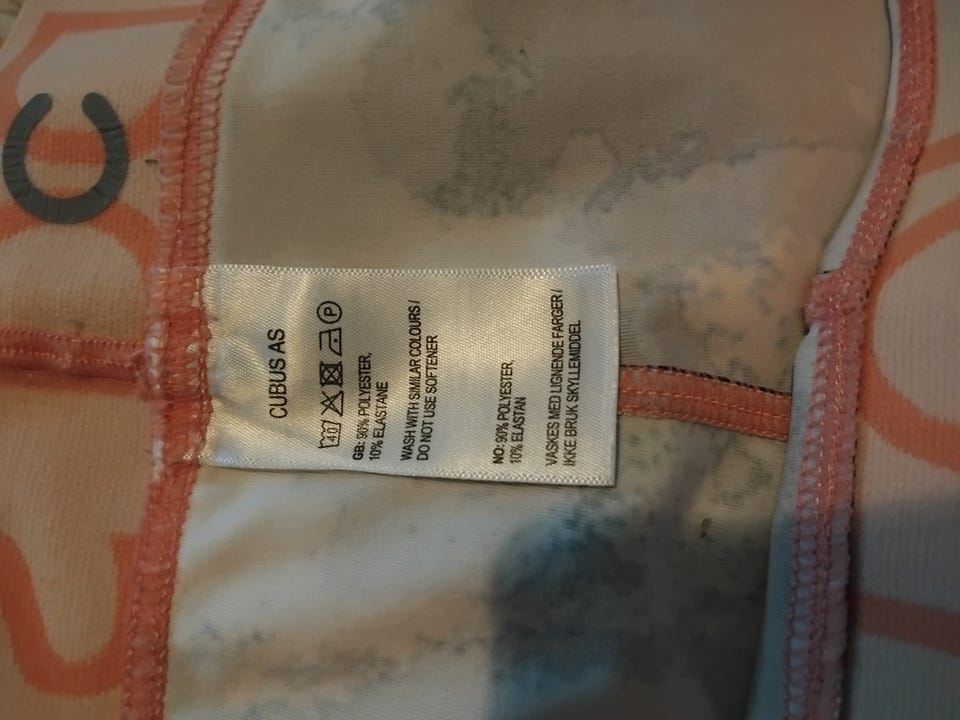 C
CUBUS AS
40 P
GB: 90% POLYESTER,
10% ELASTANE
WASH WITH SIMILAR COLOURS /
DO NOT USE SOFTENER
NO: 90% POLYESTER,
10% ELASTAN
VASKES MED LIGNENDE FARGER /
IKKE BRUK SKYLLEMIDDEL